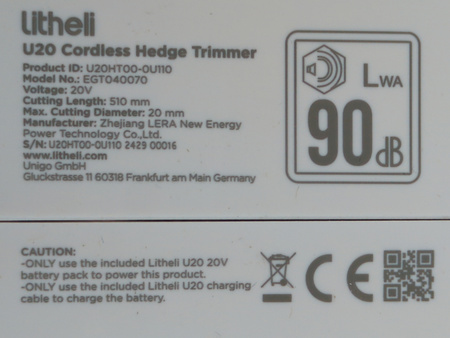 Litheli
U20 Cordless Hedge Trimmer
Product ID: U20HT00-0U110
Model No.: EGT040070
Voltage: 20V
Cutting Length: 510 mm
Max. Cutting Diameter: 20 mm
Manufacturer: Zhejiang LERA New Energy
Power Technology Co.,Ltd.
S/N: U20HT00-0U110 2429 00016
www.litheli.com
Unigo GmbH
Gluckstrasse 11 60318 Frankfurt am Main Germany
LWA
90dB
CAUTION:
-ONLY use the included Litheli U20 20V
battery pack to power this product.
-ONLY use the included Litheli U20 charging
cable to charge the battery.
CE